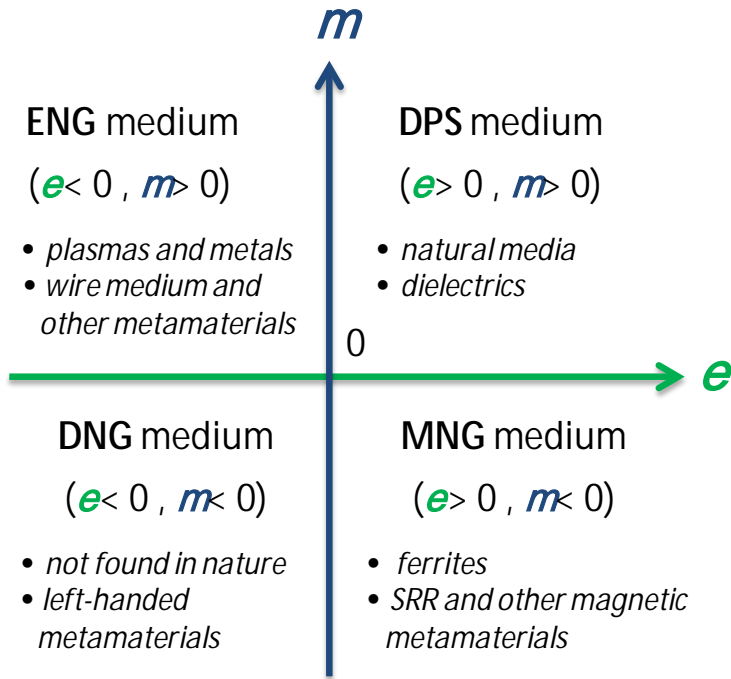 m
ENG medium
(e< 0 , m> 0)
• plasmas and metals
• wire medium and
other metamaterials
DPS medium
(e> 0 , m> 0)
• natural media
• dielectrics
0
e
DNG medium
(e< 0 , m< 0)
• not found in nature
• left-handed
metamaterials
MNG medium
(e> 0 , m< 0)
• ferrites
• SRR and other magnetic
metamaterials